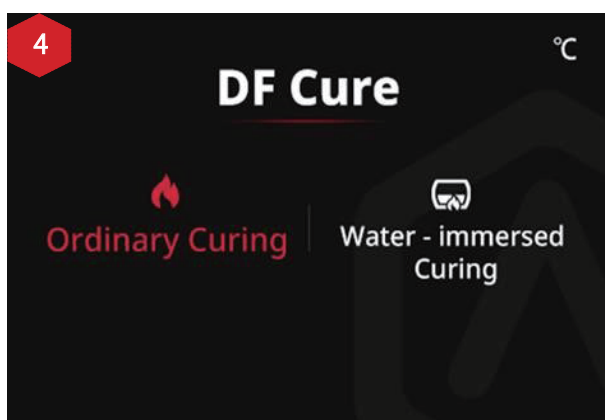 4
℃
DF Cure
Ordinary Curing
Water - immersed
Curing